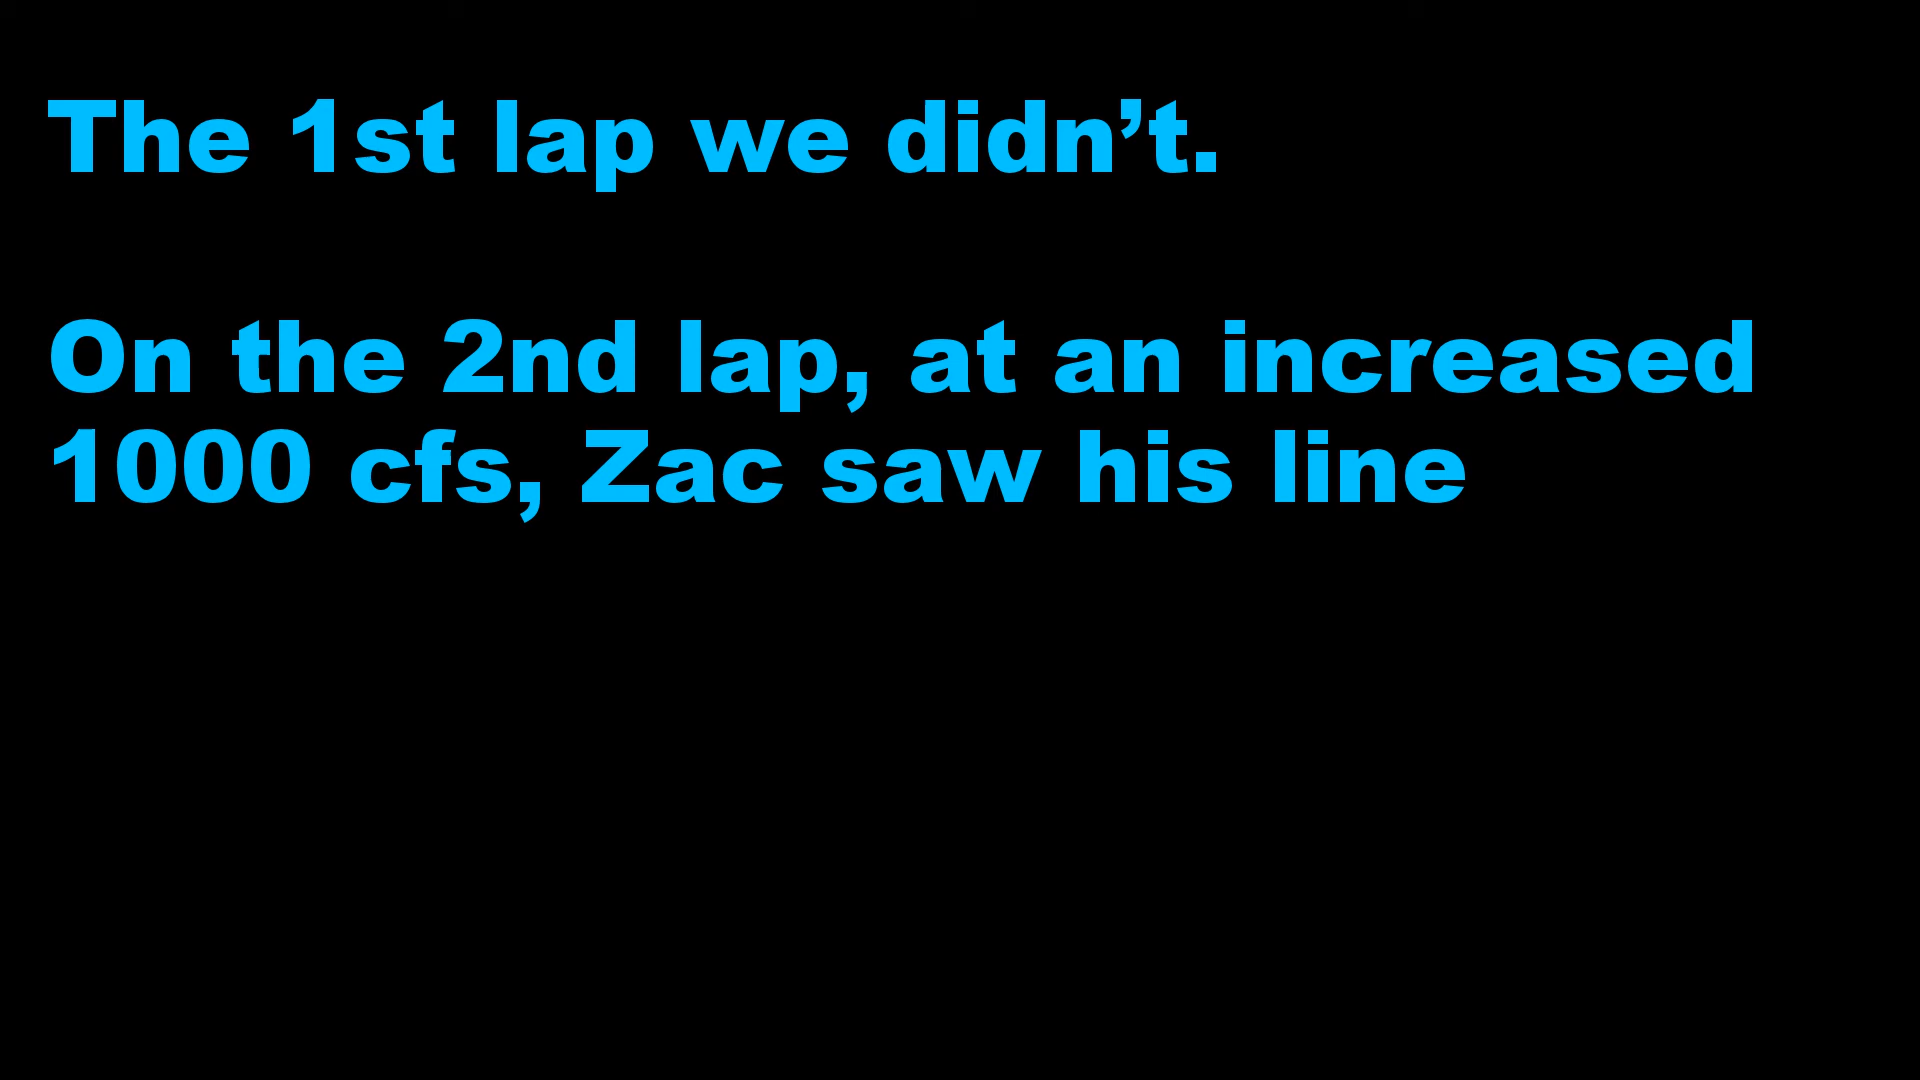 The 1st lap we didn’t.
On the 2nd lap, at an increased
1000 cfs, Zac saw his line